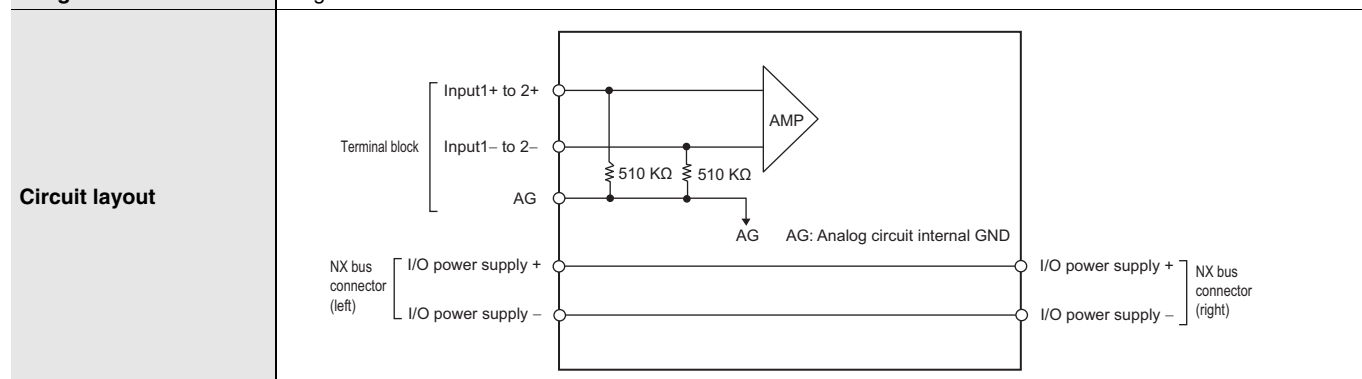 Circuit layout
Terminal block
Input1+ to 2+
Input1– to 2–
AG
AMP
510 KΩ
510 KΩ
AG
AG: Analog circuit internal GND
NX bus
connector
(left)
I/O power supply +
I/O power supply –
I/O power supply +
I/O power supply –
NX bus
connector
(right)